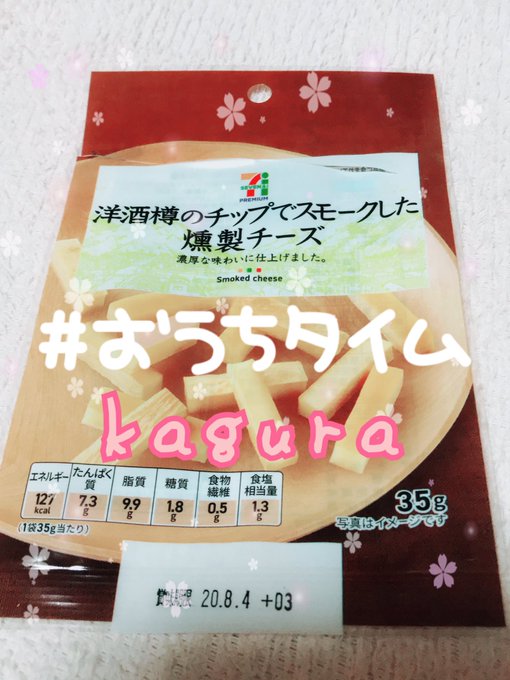 SEVEN&i
PREMIUM
洋酒樽のチップでスモークした
燻製チーズ
濃厚な味わいに仕上げました。
Smoked cheese
#おうちタイム
kagura
エネルギー
127
kcal
たんぱく
質
7.3
g
脂質
9.9
g
糖質
1.8
g
食物
繊維
0.5
g
食塩
相当量
1.3
g
(1袋35g当たり)
35g
写真はイメージです
賞味期限 20.8.4 +03